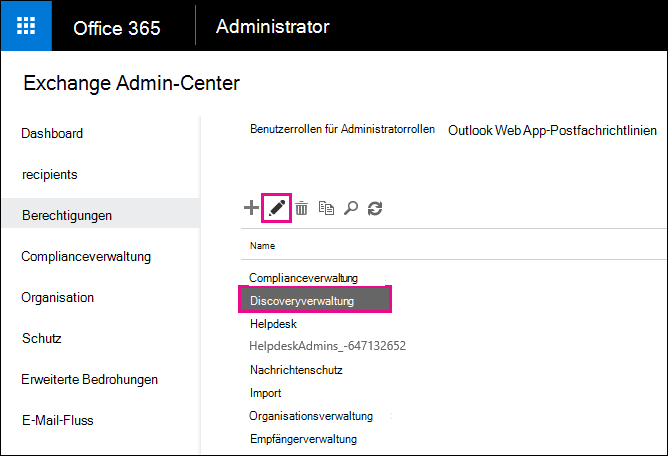 Office 365 Administrator
Exchange Admin-Center
Dashboard
recipients
Berechtigungen
Complianceverwaltung
Organisation
Schutz
Erweiterte Bedrohungen
E-Mail-Fluss
Benutzerrollen für Administratorrollen Outlook Web App-Postfachrichtlinien
Name
Complianceverwaltung
Discoveryverwaltung
Helpdesk
HelpdeskAdmins_-647132652
Nachrichtenschutz
Import
Organisationsverwaltung
Empfängerverwaltung